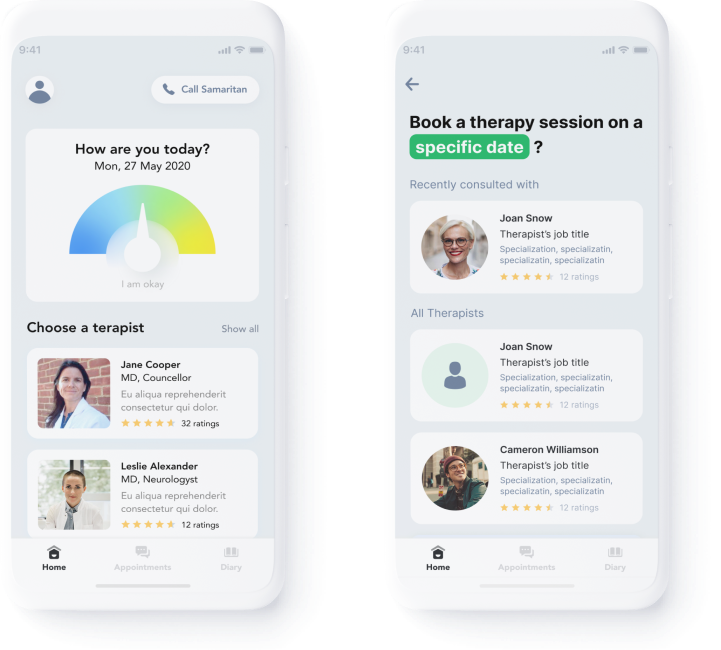 9:41
Call Samaritan
How are you today?
Mon, 27 May 2020
I am okay
Choose a terapist
Show all
Jane Cooper
MD, Councellor
Eu aliqua reprehenderit
consectetur qui dolor.
32 ratings
Leslie Alexander
MD, Neurologyst
Eu aliqua reprehenderit
consectetur qui dolor.
12 ratings
Home
Appointments
Diary
9:41
Book a therapy session on a
specific date ?
Recently consulted with
Joan Snow
Therapist's job title
Specialization, specializatin,
specializatin, specializatin
12 ratings
All Therapists
Joan Snow
Therapist's job title
Specialization, specializatin,
specializatin, specializatin
12 ratings
Cameron Williamson
Therapist's job title
Specialization, specializatin,
specializatin, specializatin
12 ratings
Home
Appointments
Diary